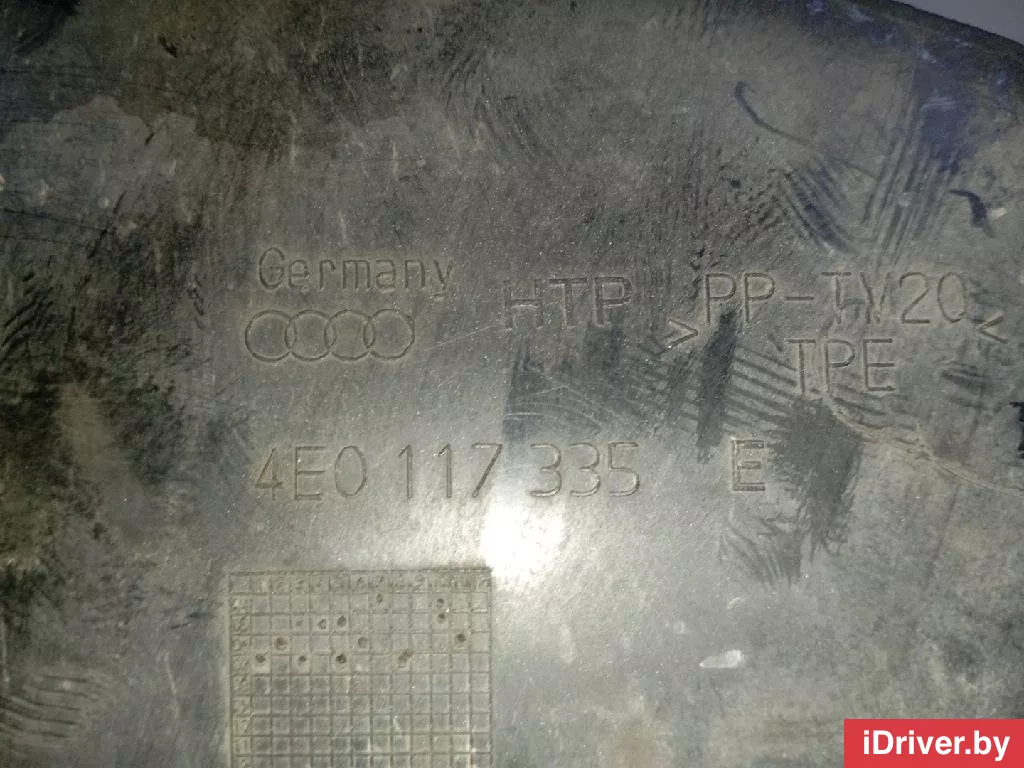 Germany
HTP >PP-TV20<
TPE
4E0 117 335 E
iDriver.by